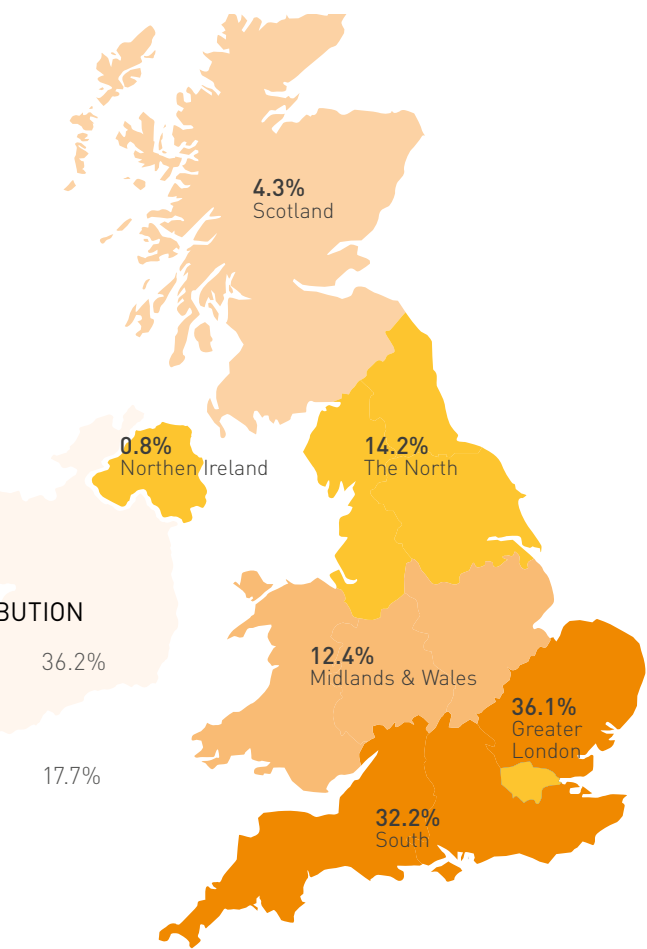 4.3%
Scotland
0.8%
Northen Ireland
14.2%
The North
BUTION
36.2%
12.4%
Midlands & Wales
36.1%
Greater
London
17.7%
32.2%
South